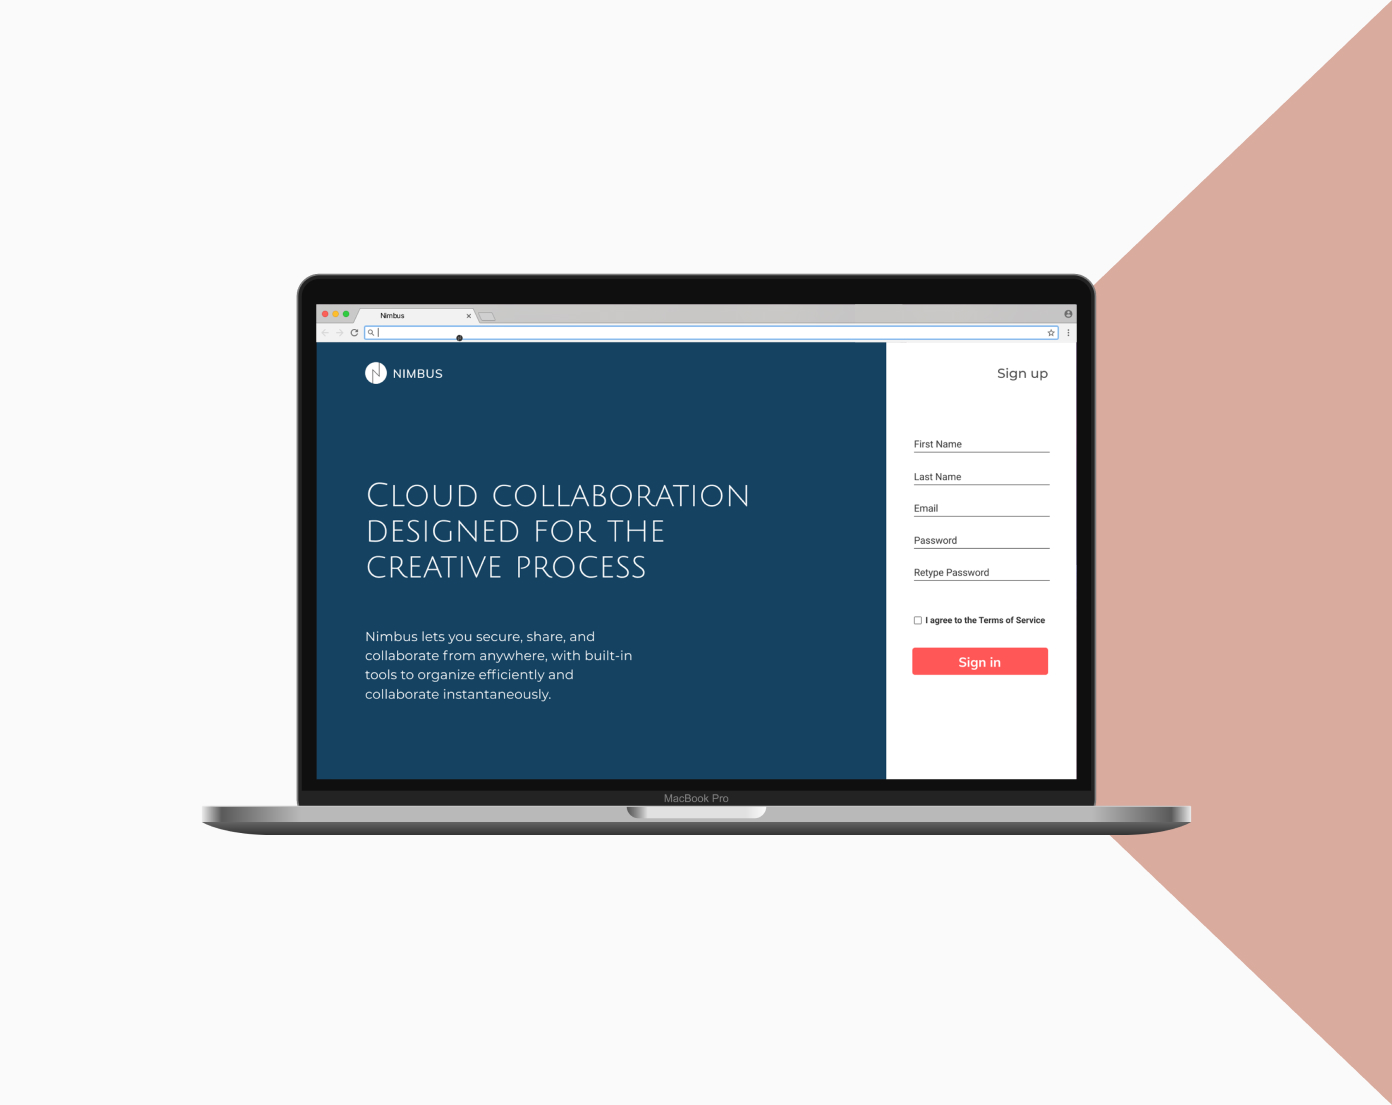 Nimbus
NIMBUS
Sign up
Cloud collaboration
designed for the
creative process
Nimbus lets you secure, share, and
collaborate from anywhere, with built-in
tools to organize efficiently and
collaborate instantaneously.
First Name
Last Name
Email
Password
Retype Password
I agree to the Terms of Service
Sign in
MacBook Pro